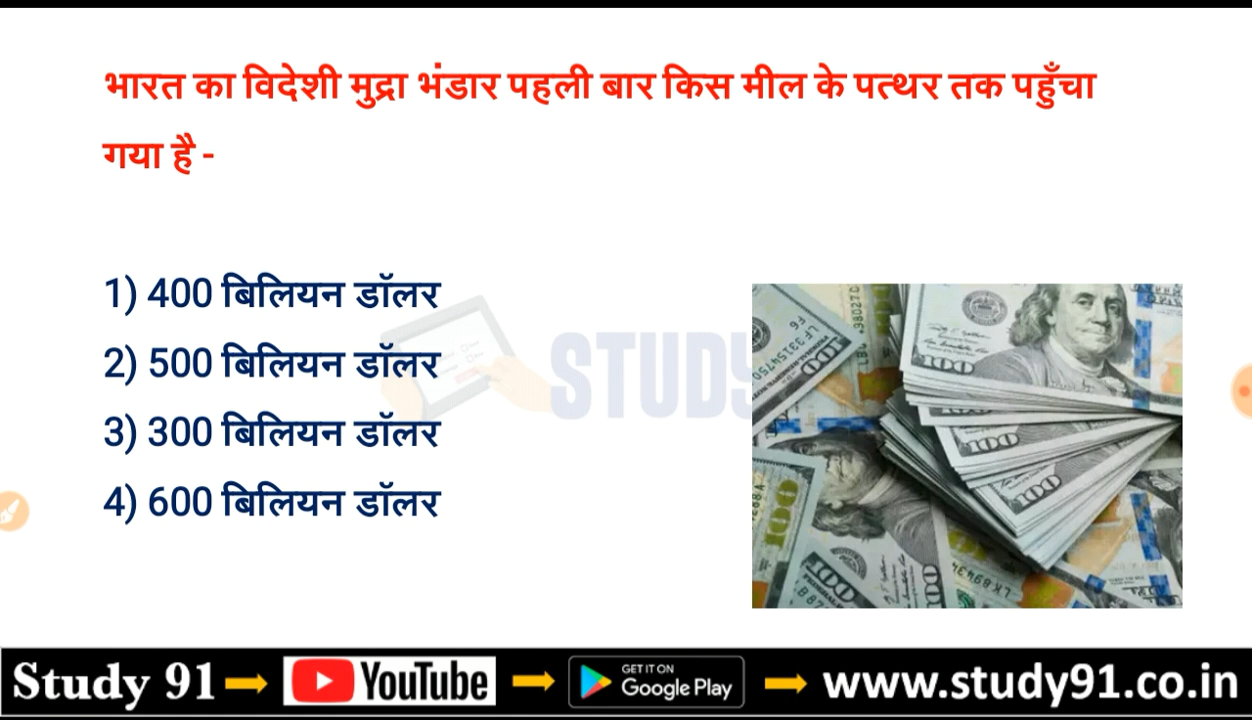 भारत का विदेशी मुद्रा भंडार पहली बार किस मील के पत्थर तक पहुँचा
गया है -
1) 400 बिलियन डॉलर
2) 500 बिलियन डॉलर
3) 300 बिलियन डॉलर
4) 600 बिलियन डॉलर
STUDY
Study 91 YouTube GET IT ON Google Play www.study91.co.in